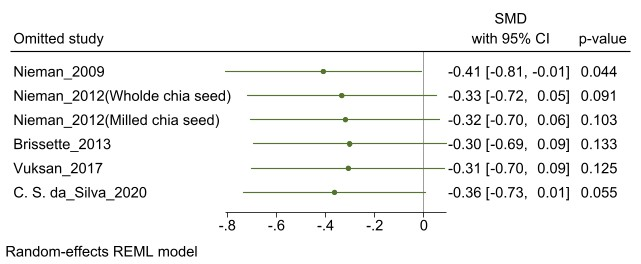 SMD
Omitted study with 95% CI p-value
Nieman_2009 -0.41 [-0.81, -0.01] 0.044
Nieman_2012(Wholde chia seed) -0.33 [-0.72, 0.05] 0.091
Nieman_2012(Milled chia seed) -0.32 [-0.70, 0.06] 0.103
Brissette_2013 -0.30 [-0.69, 0.09] 0.133
Vuksan_2017 -0.31 [-0.70, 0.09] 0.125
C. S. da_Silva_2020 -0.36 [-0.73, 0.01] 0.055
-.8 -.6 -.4 -.2 0
Random-effects REML model